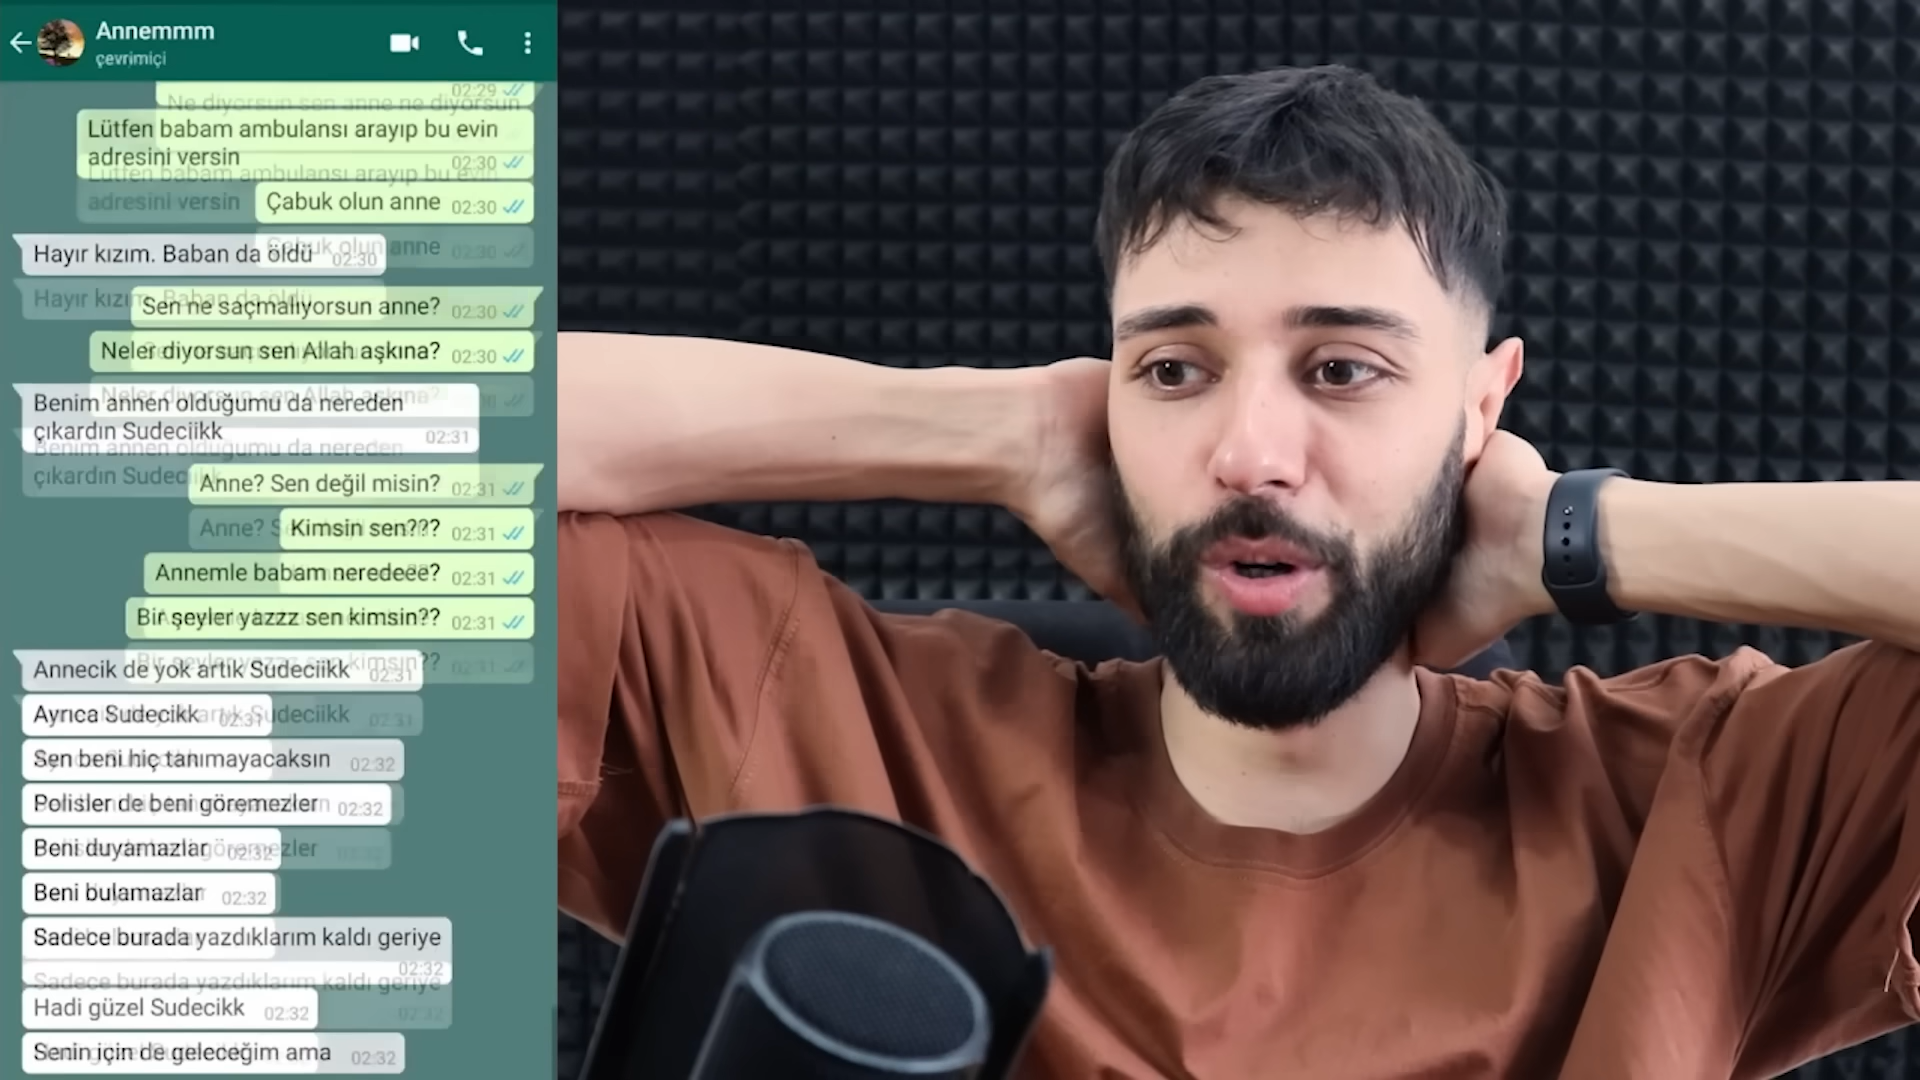 Annemmm
çevrimiçi
Ne diyorsun sen anne ne diyorsun
02:29
Lütfen babam ambulansı arayıp bu evin
adresini versin
02:30
Çabuk olun anne 02:30
Hayır kızım. Baban da öldü 02:30
Sen ne saçmalıyorsun anne? 02:30
Neler diyorsun sen Allah aşkına? 02:30
Benim annen olduğumu da nereden
çıkardın Sudeciikk 02:31
Anne? Sen değil misin? 02:31
Kimsin sen??? 02:31
Annemle babam neredeee? 02:31
Bir şeyler yazzz sen kimsin?? 02:31
Annecik de yok artık Sudeciikk 02:31
Ayrıca Sudecikk 02:31
Sen beni hiç tanımayacaksın 02:32
Polisler de beni göremezler 02:32
Beni duyamazlar 02:32
Beni bulamazlar 02:32
Sadece burada yazdıklarım kaldı geriye
02:32
Hadi güzel Sudecikk 02:32
Senin için de geleceğim ama 02:32